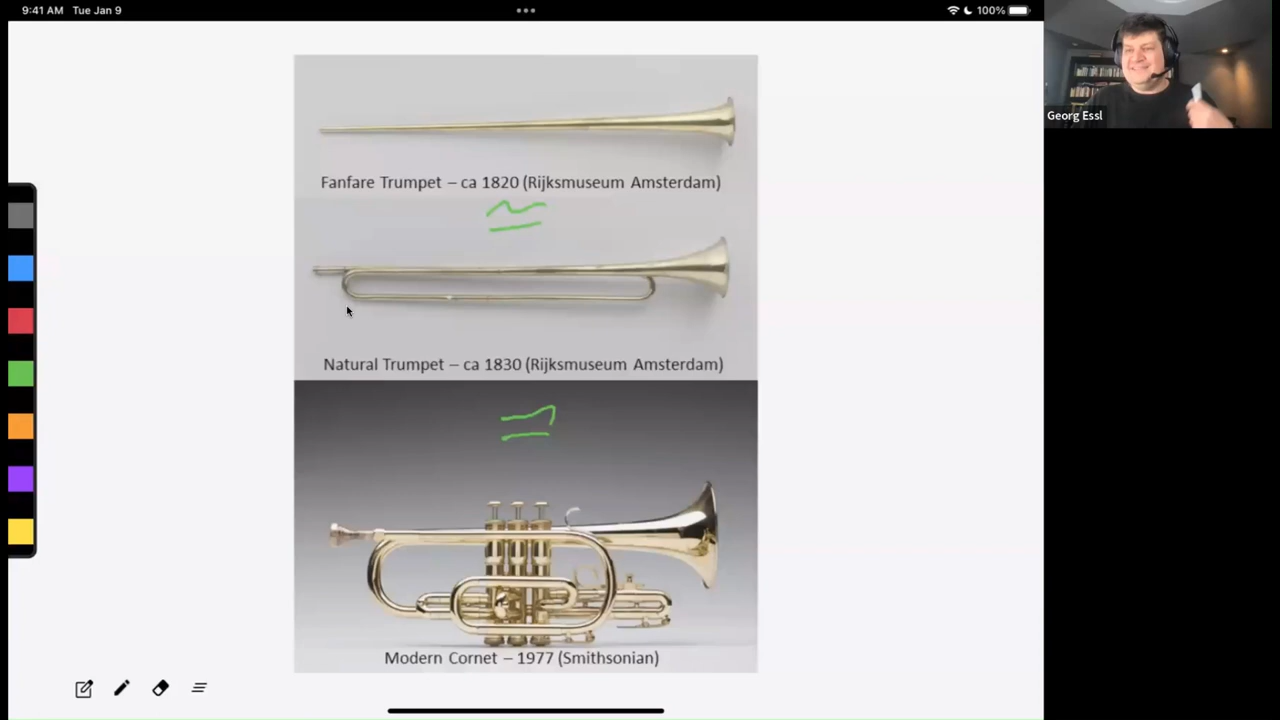 9:41 AM Tue Jan 9
100%
Georg Essl
Fanfare Trumpet – ca 1820 (Rijksmuseum Amsterdam)
Natural Trumpet – ca 1830 (Rijksmuseum Amsterdam)
Modern Cornet – 1977 (Smithsonian)